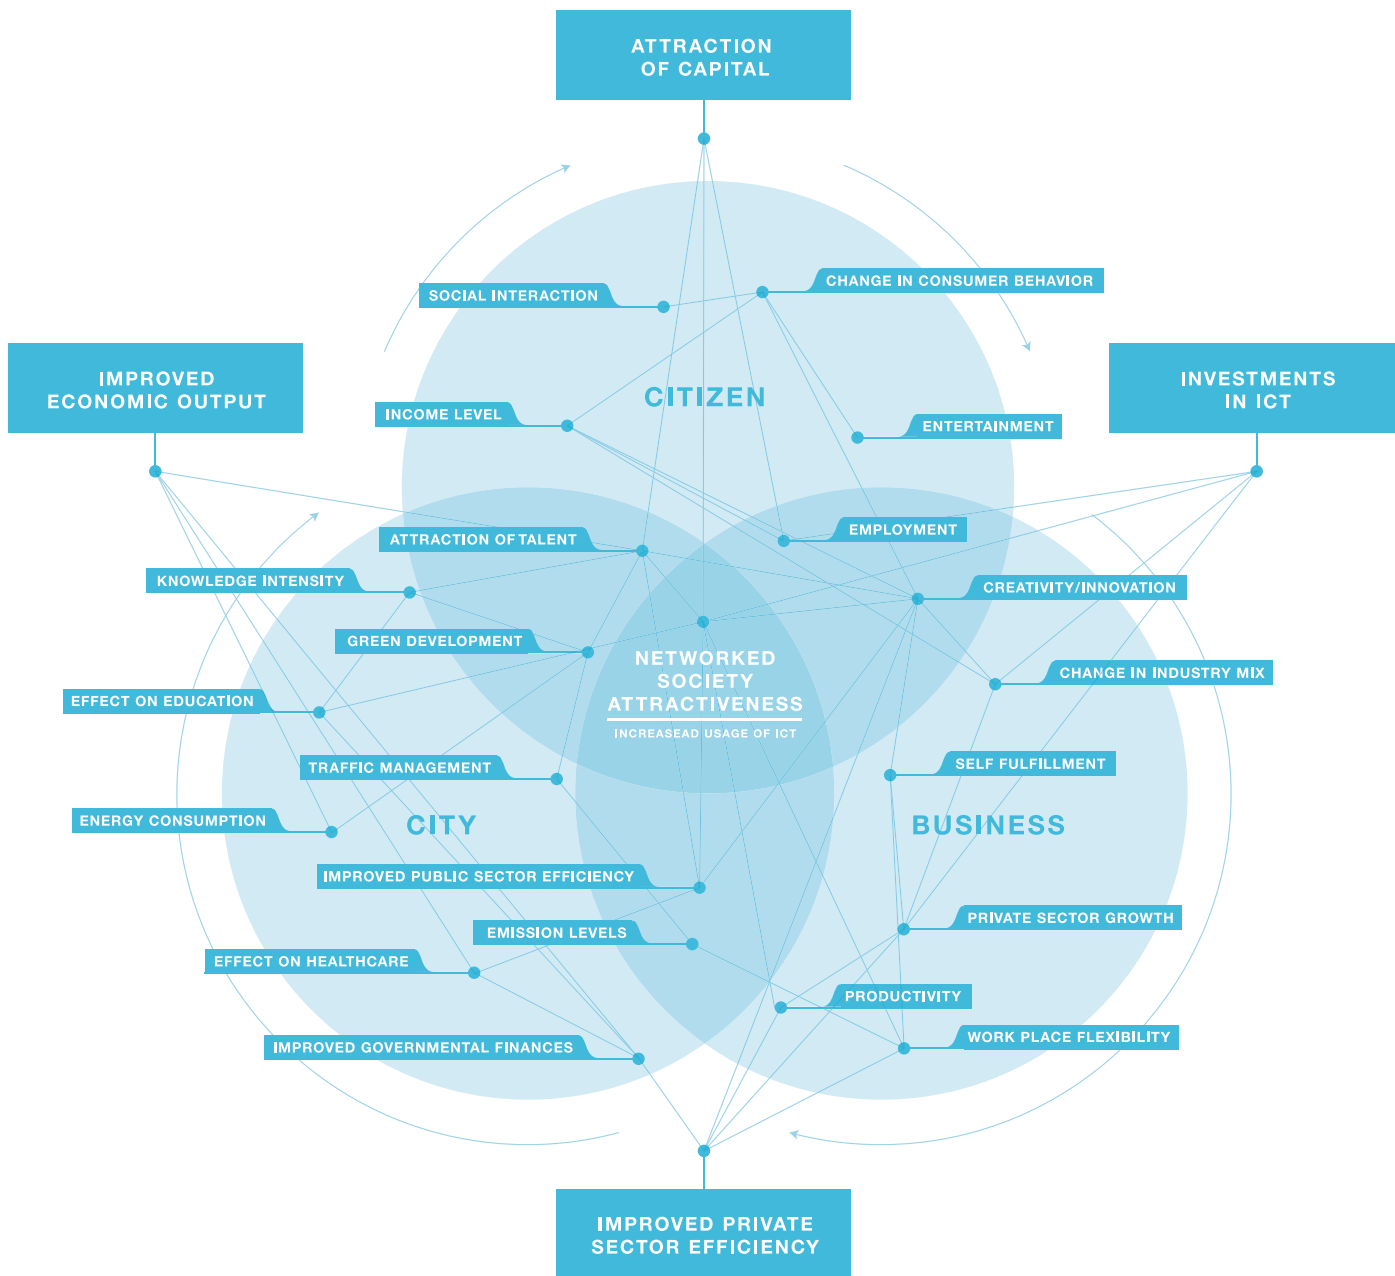 ATTRACTION
OF CAPITAL
CHANGE IN CONSUMER BEHAVIOR
SOCIAL INTERACTION
IMPROVED
ECONOMIC OUTPUT
INVESTMENTS
IN ICT
CITIZEN
INCOME LEVEL
ENTERTAINMENT
EMPLOYMENT
ATTRACTION OF TALENT
KNOWLEDGE INTENSITY
CREATIVITY/INNOVATION
GREEN DEVELOPMENT
NETWORKED
SOCIETY
ATTRACTIVENESS
INCREASEAD USAGE OF ICT
CHANGE IN INDUSTRY MIX
EFFECT ON EDUCATION
TRAFFIC MANAGEMENT
SELF FULFILLMENT
ENERGY CONSUMPTION
CITY
BUSINESS
IMPROVED PUBLIC SECTOR EFFICIENCY
PRIVATE SECTOR GROWTH
EMISSION LEVELS
EFFECT ON HEALTHCARE
PRODUCTIVITY
WORK PLACE FLEXIBILITY
IMPROVED GOVERNMENTAL FINANCES
IMPROVED PRIVATE
SECTOR EFFICIENCY